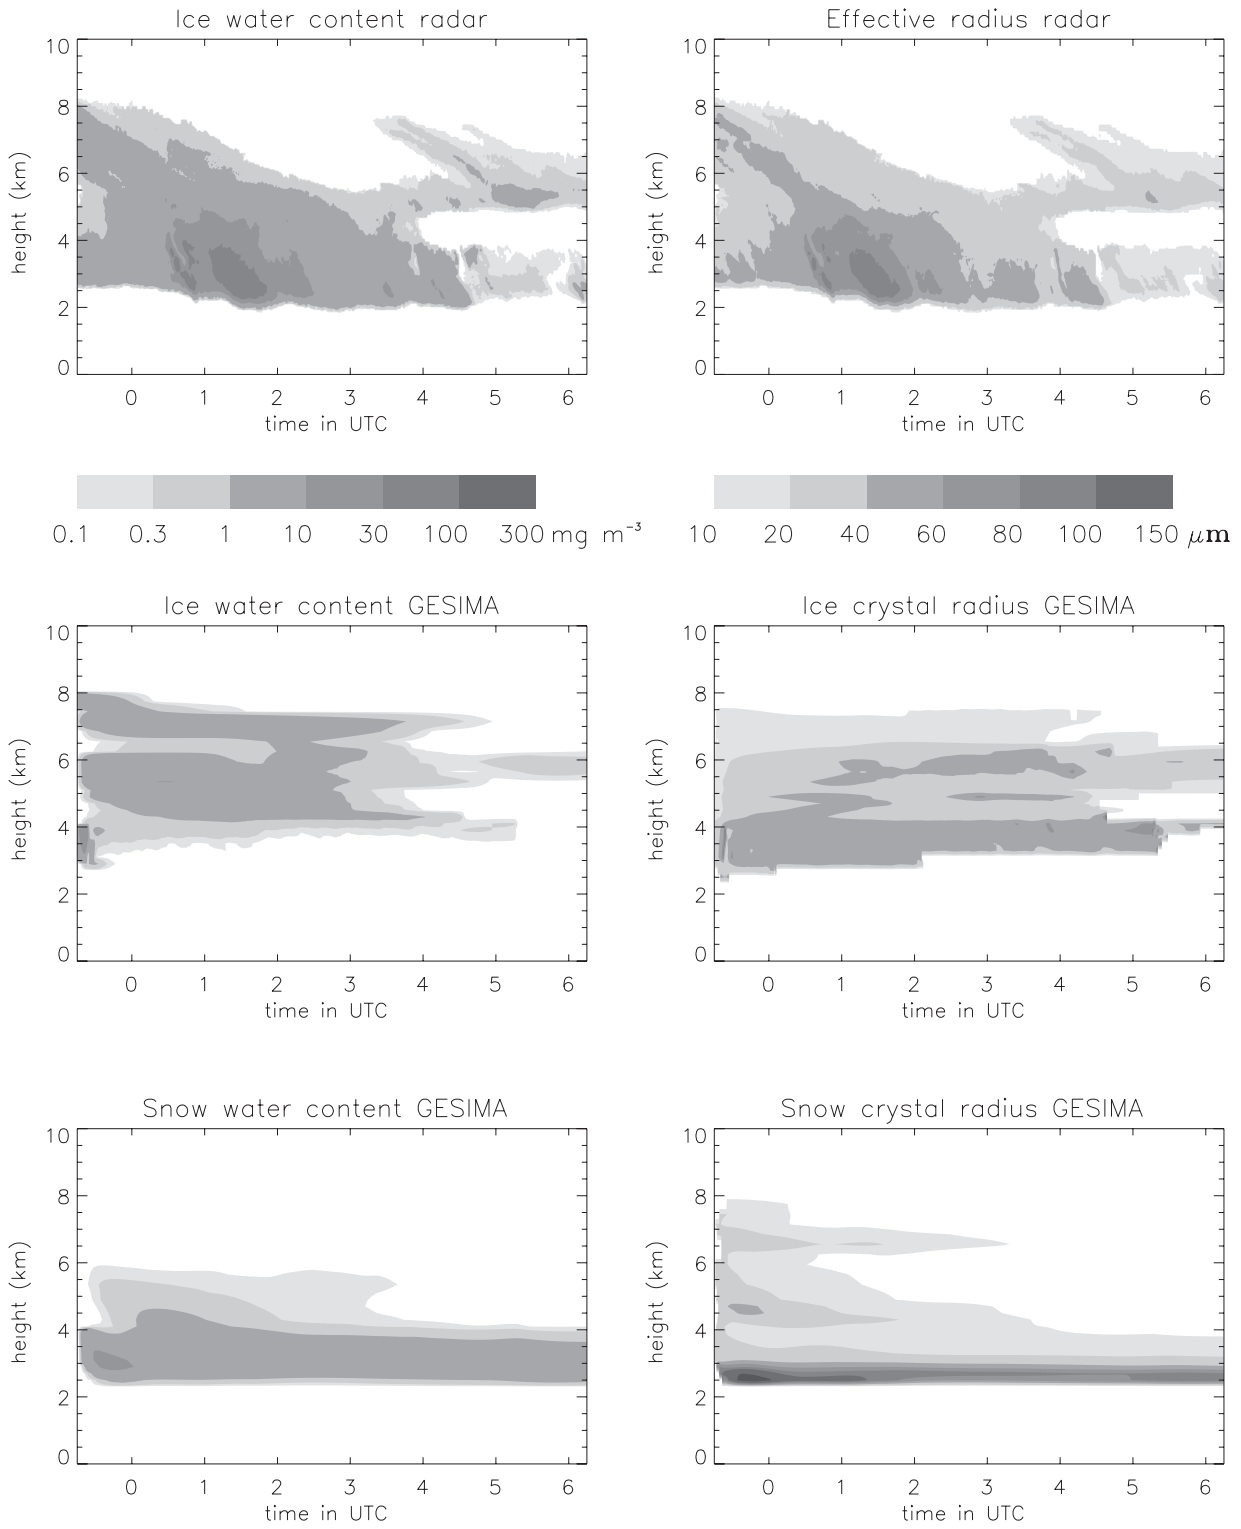 Ice water content radar
Effective radius radar
10
8
6
4
2
0
height (km)
0 1 2 3 4 5 6
time in UTC
10
8
6
4
2
0
height (km)
0 1 2 3 4 5 6
time in UTC
0.1 0.3 1 10 30 100 300 mg m⁻³
10 20 40 60 80 100 150 μm
Ice water content GESIMA
Ice crystal radius GESIMA
10
8
6
4
2
0
height (km)
0 1 2 3 4 5 6
time in UTC
10
8
6
4
2
0
height (km)
0 1 2 3 4 5 6
time in UTC
Snow water content GESIMA
Snow crystal radius GESIMA
10
8
6
4
2
0
height (km)
0 1 2 3 4 5 6
time in UTC
10
8
6
4
2
0
height (km)
0 1 2 3 4 5 6
time in UTC